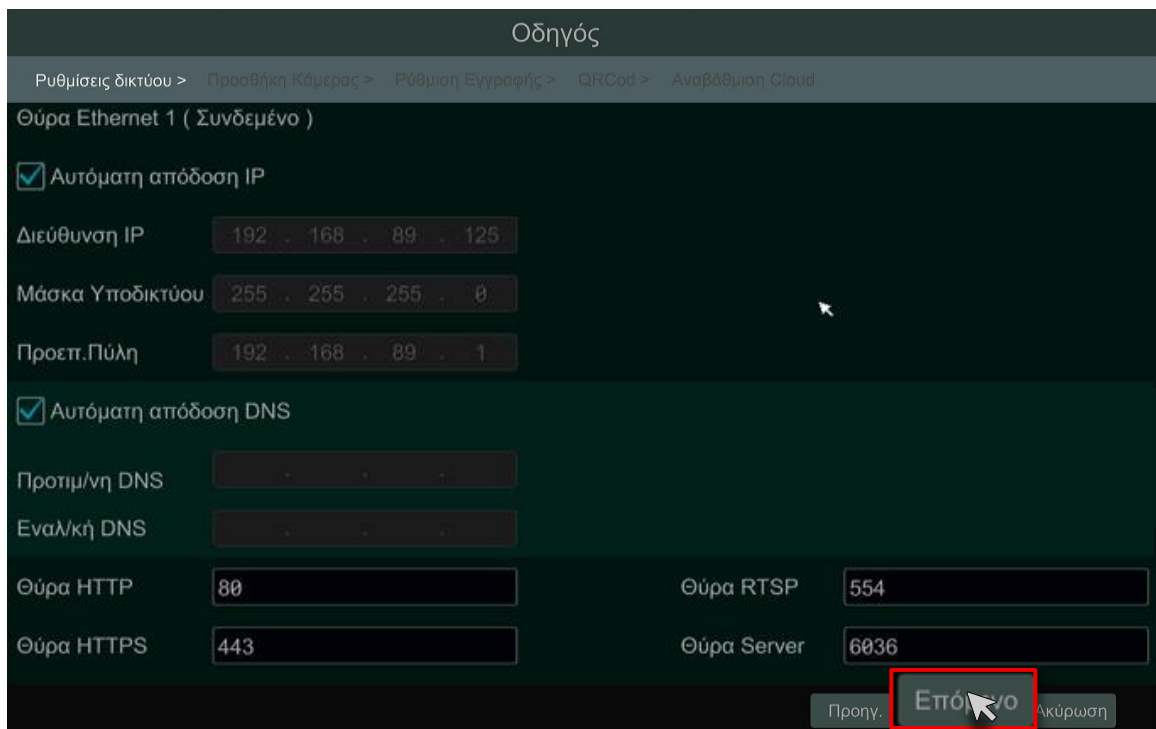 Οδηγός
Ρυθμίσεις δικτύου > Προσθήκη Κάμερας > Ρύθμιση Εγγραφής > QRCod > Αναβάθμιση Cloud
Θύρα Ethernet 1 ( Συνδεμένο )
Αυτόματη απόδοση IP
Διεύθυνση IP 192 . 168 . 89 . 125
Μάσκα Υποδικτύου 255 . 255 . 255 . 0
Προεπ.Πύλη 192 . 168 . 89 . 1
Αυτόματη απόδοση DNS
Προτιμ/νη DNS . . .
Εναλ/κή DNS . . .
Θύρα HTTP 80 Θύρα RTSP 554
Θύρα HTTPS 443 Θύρα Server 6036
Προηγ. Επόμενο Ακύρωση